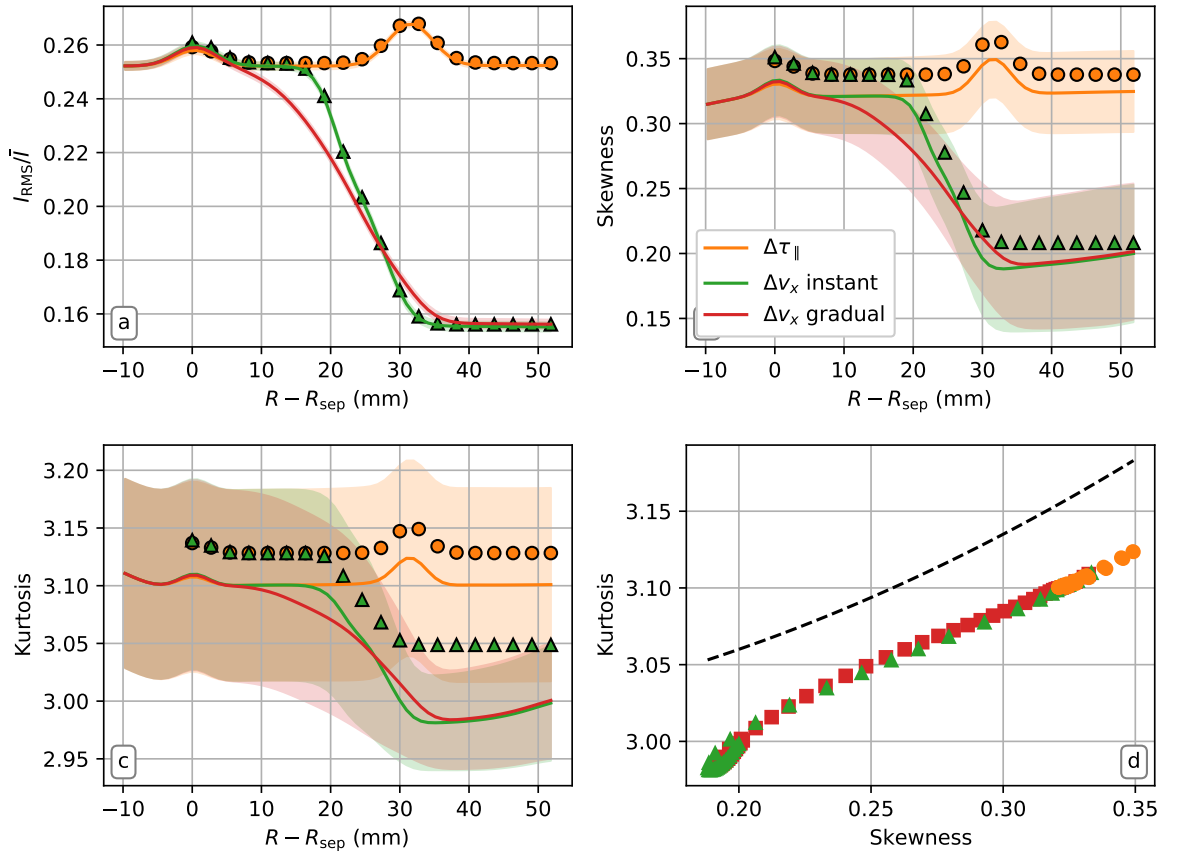 0.26
0.24
0.22
0.20
0.18
0.16
I_RMS/Ī
−10 0 10 20 30 40 50
R − R_sep (mm)
a
0.35
0.30
0.25
0.20
0.15
Skewness
−10 0 10 20 30 40 50
R − R_sep (mm)
Δτ_∥
Δv_x instant
Δv_x gradual
3.20
3.15
3.10
3.05
3.00
2.95
Kurtosis
−10 0 10 20 30 40 50
R − R_sep (mm)
c
3.15
3.10
3.05
3.00
Kurtosis
0.20 0.25 0.30 0.35
Skewness
d